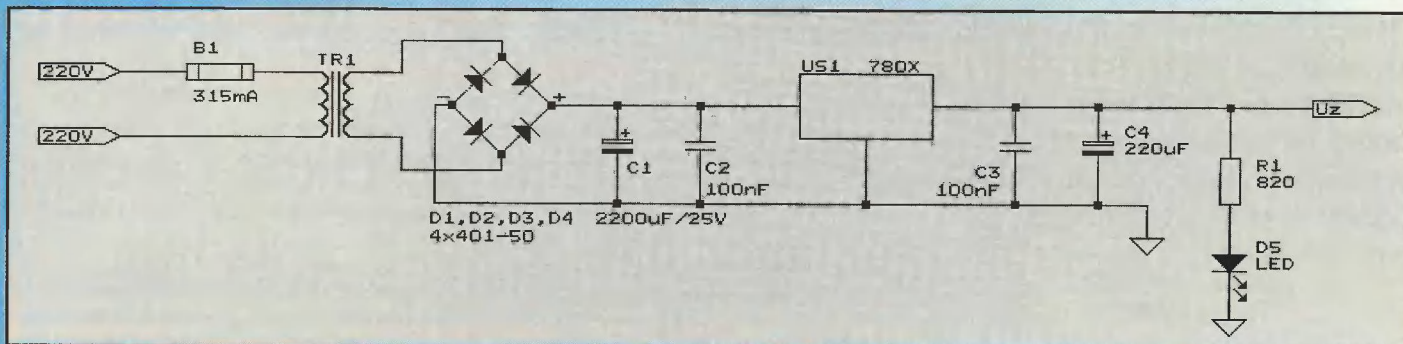 220V
B1
315mA
220V
TR1
-
+
D1,D2,D3,D4
4x401-50
+
C1
2200uF/25V
C2
100nF
US1 780X
C3
100nF
+
C4
220uF
R1
820
D5
LED
Uz